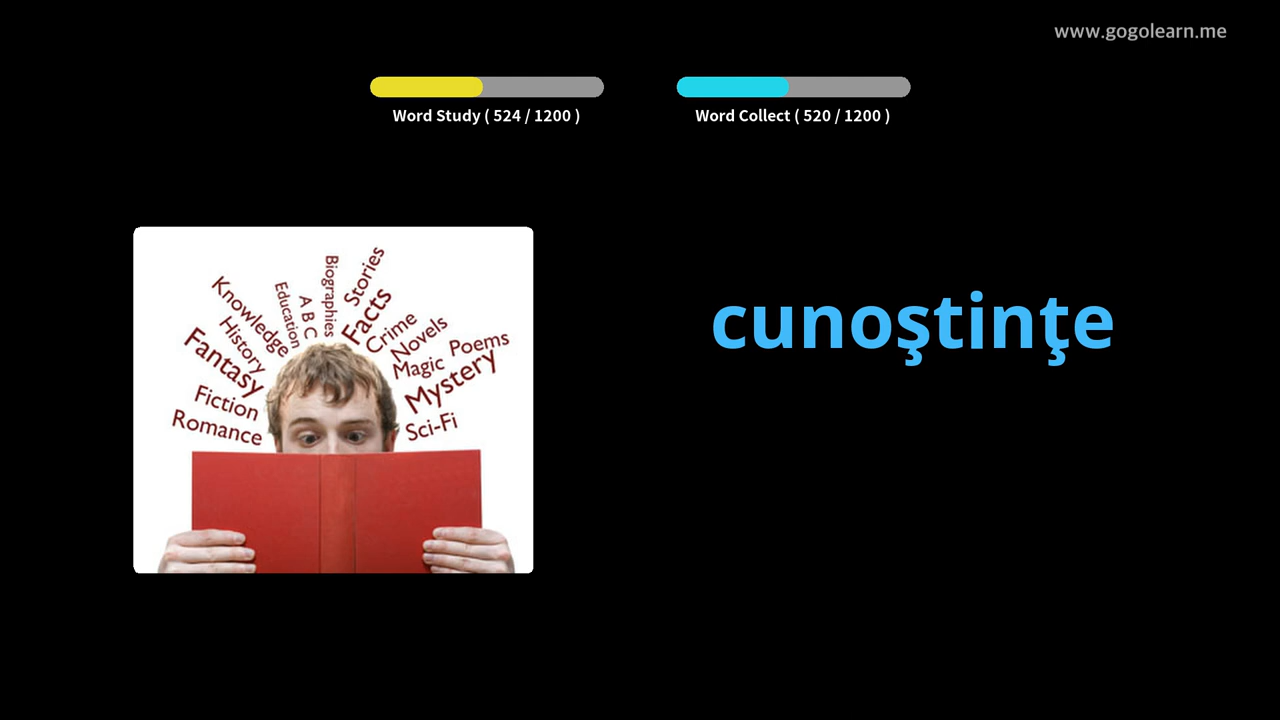 www.gogolearn.me
Word Study ( 524 / 1200 )
Word Collect ( 520 / 1200 )
cunoştinţe
Knowledge
History
Fantasy
Fiction
Romance
Education
A B C
Biographies
Stories
Facts
Crime
Novels
Magic
Poems
Mystery
Sci-Fi